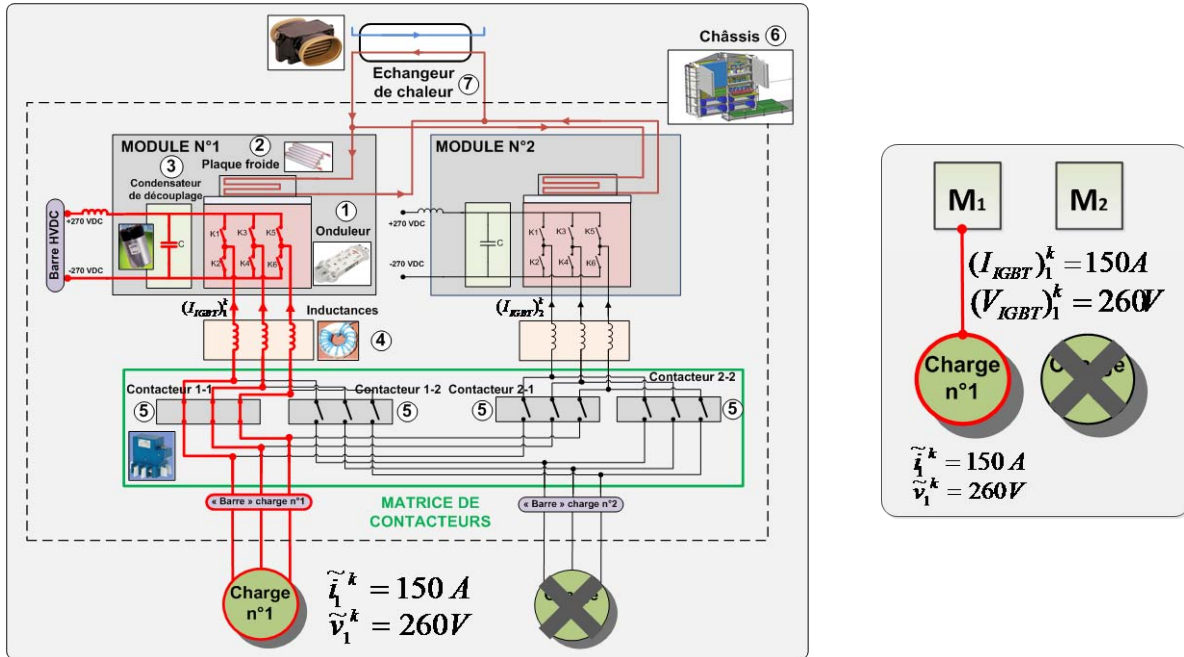 Châssis 6
Echangeur
de chaleur 7
MODULE N°1
2
Plaque froide
3
Condensateur
de découplage
1
Onduleur
Barre HVDC
+270 VDC
-270 VDC
C
K1 K3 K5
K2 K4 K6
MODULE N°2
+270 VDC
-270 VDC
C
K1 K3 K5
K2 K4 K6
(I_IGBT)_1^k
Inductances
4
(I_IGBT)_2^k
Contacteur 1-1
5
Contacteur 1-2
5
Contacteur 2-1
5
Contacteur 2-2
5
« Barre » charge n°1
MATRICE DE
CONTACTEURS
« Barre » charge n°2
Charge
n°1
ĩ_1^k = 150 A
ṽ_1^k = 260V
M1
M2
(I_IGBT)_1^k = 150A
(V_IGBT)_1^k = 260V
Charge
n°1
ĩ_1^k = 150 A
ṽ_1^k = 260V